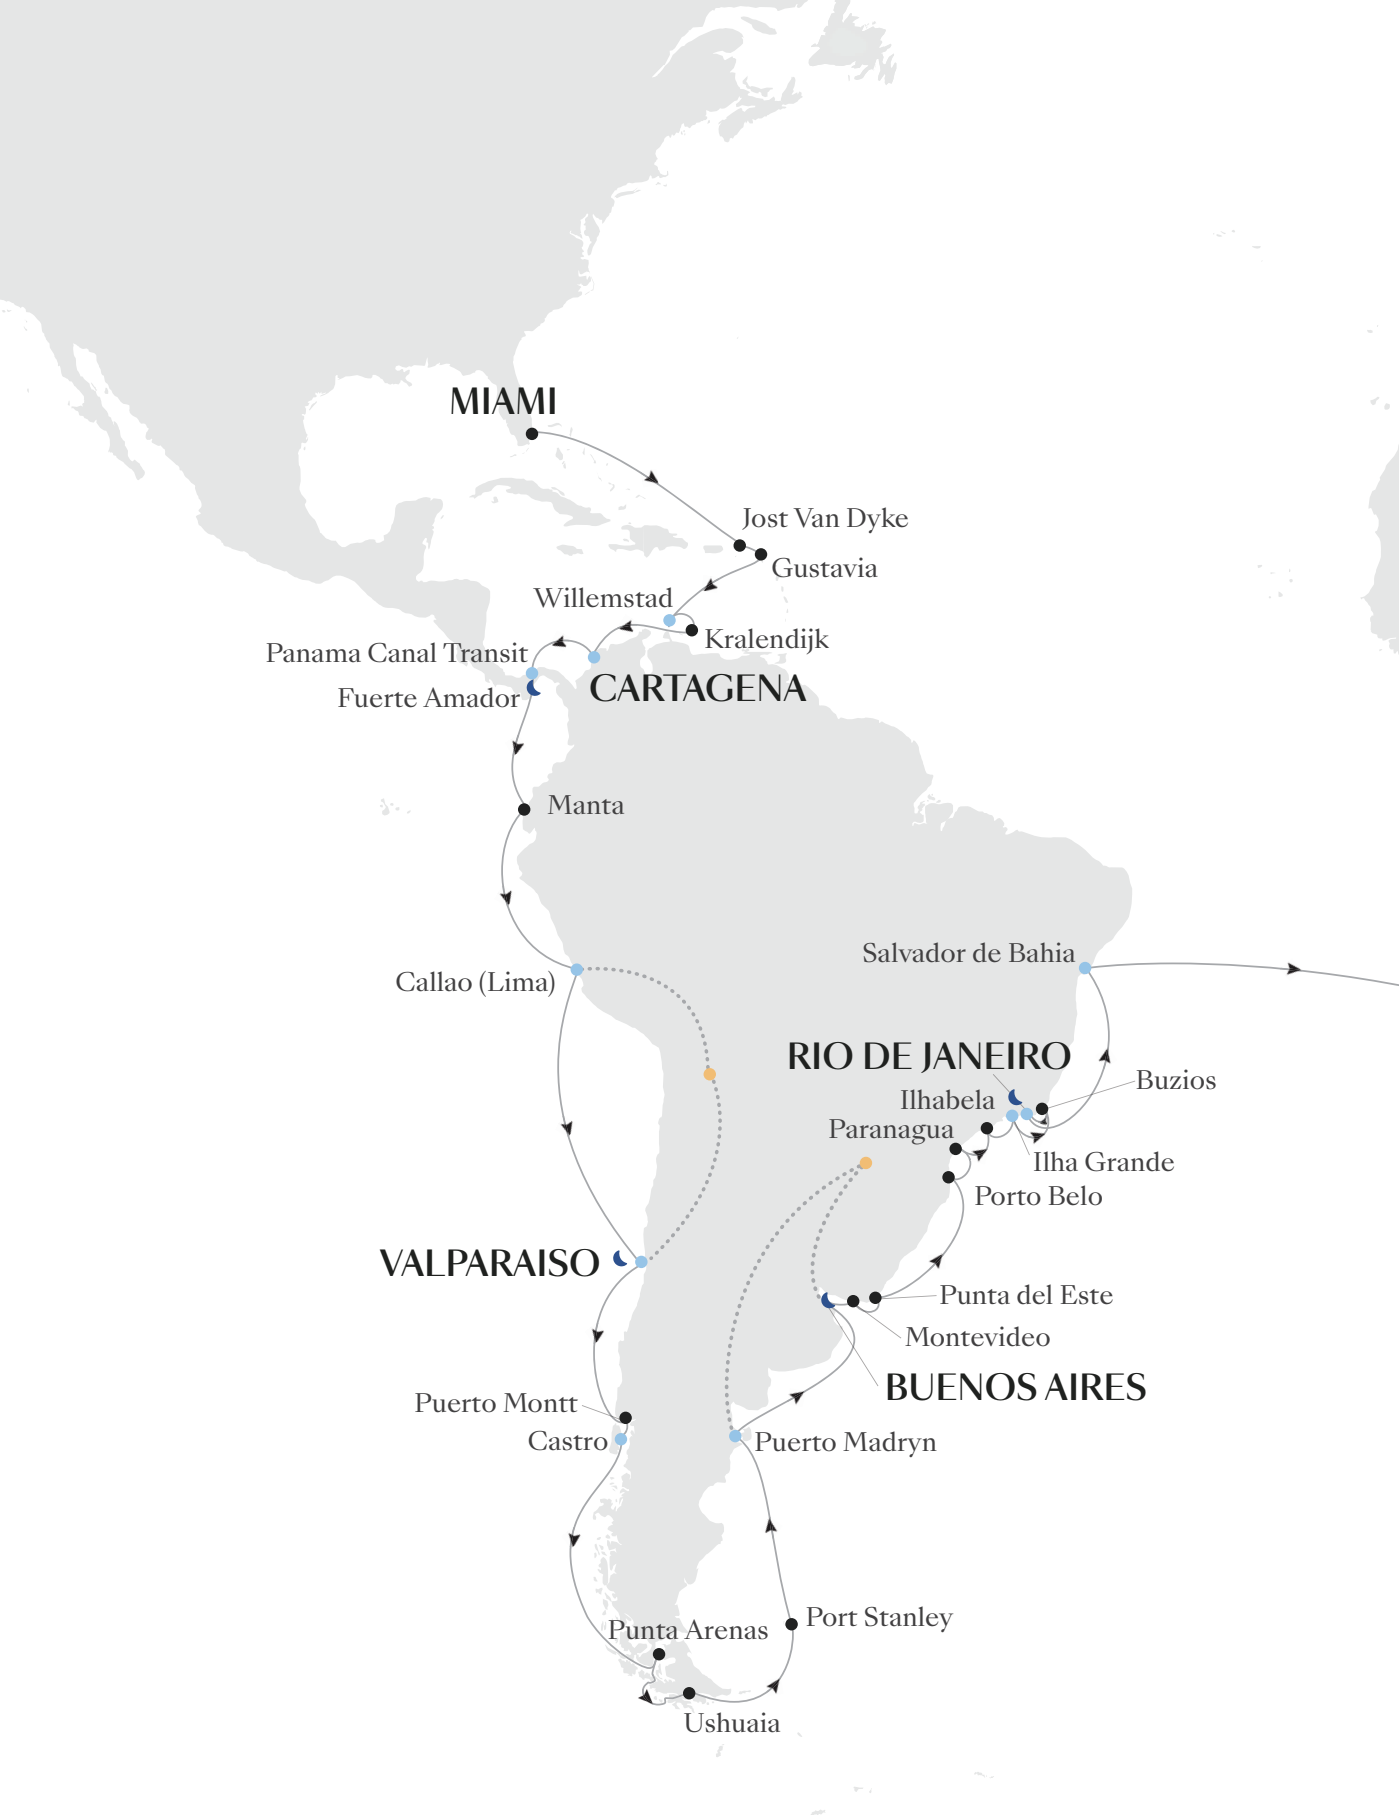 MIAMI
Jost Van Dyke
Gustavia
Willemstad
Kralendijk
Panama Canal Transit
CARTAGENA
Fuerte Amador
Manta
Salvador de Bahia
Callao (Lima)
RIO DE JANEIRO
Buzios
Ilhabela
Paranagua
Ilha Grande
Porto Belo
VALPARAISO
Punta del Este
Montevideo
BUENOS AIRES
Puerto Montt
Castro
Puerto Madryn
Port Stanley
Punta Arenas
Ushuaia